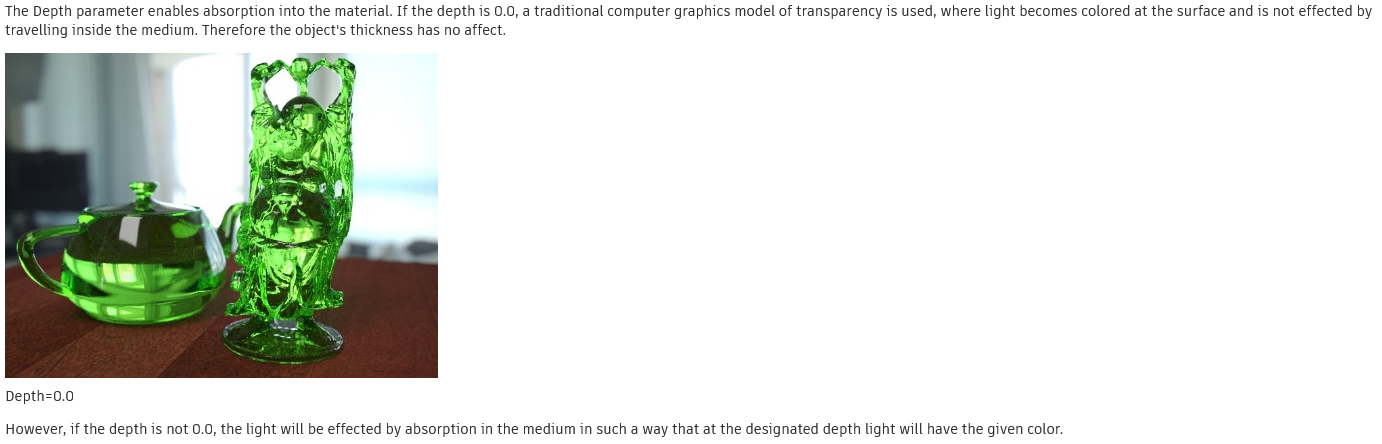 The Depth parameter enables absorption into the material. If the depth is 0.0, a traditional computer graphics model of transparency is used, where light becomes colored at the surface and is not effected by
travelling inside the medium. Therefore the object's thickness has no affect.
Depth=0.0
However, if the depth is not 0.0, the light will be effected by absorption in the medium in such a way that at the designated depth light will have the given color.